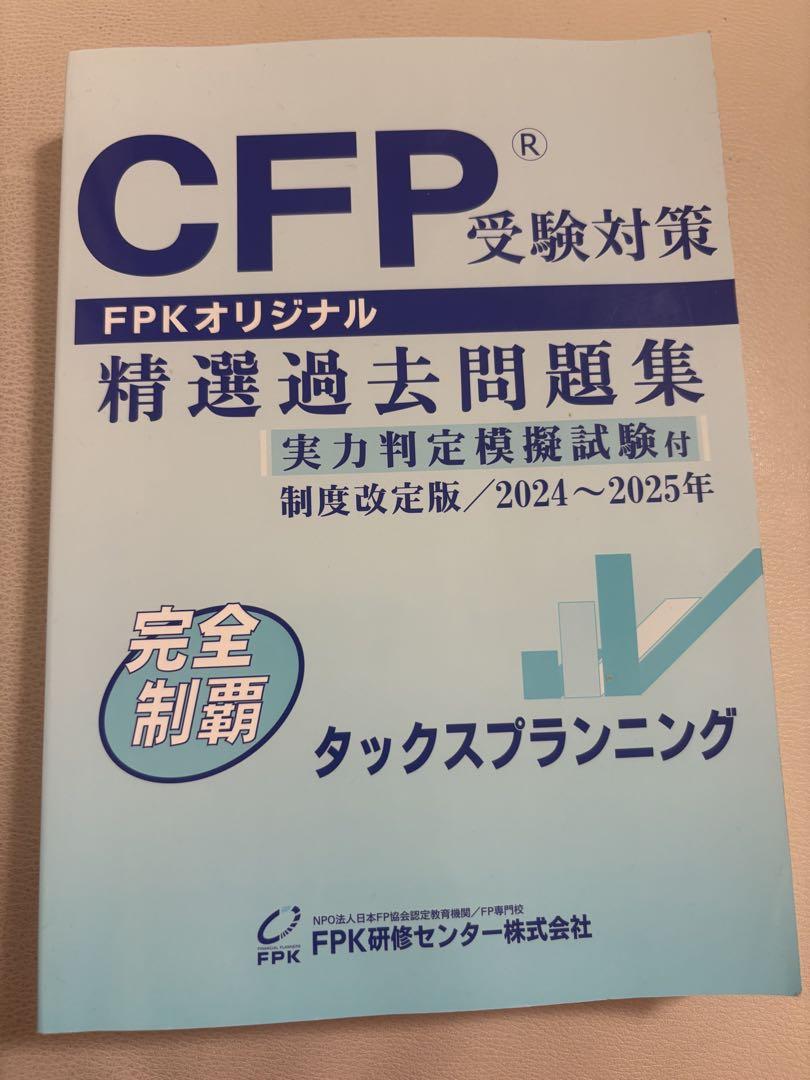 CFP® 受験対策
FPKオリジナル
精選過去問題集
実力判定模擬試験付
制度改定版／2024～2025年
完全
制覇
タックスプランニング
NPO法人日本FP協会認定教育機関／FP専門校
FINANCIAL PLANNERS
FPK
FPK研修センター株式会社